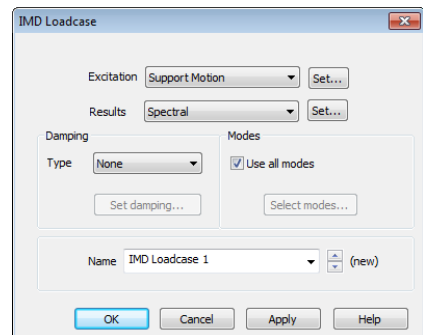 IMD Loadcase
Excitation Support Motion Set...
Results Spectral Set...
Damping Modes
Type None Use all modes
Set damping... Select modes...
Name IMD Loadcase 1 (new)
OK Cancel Apply Help